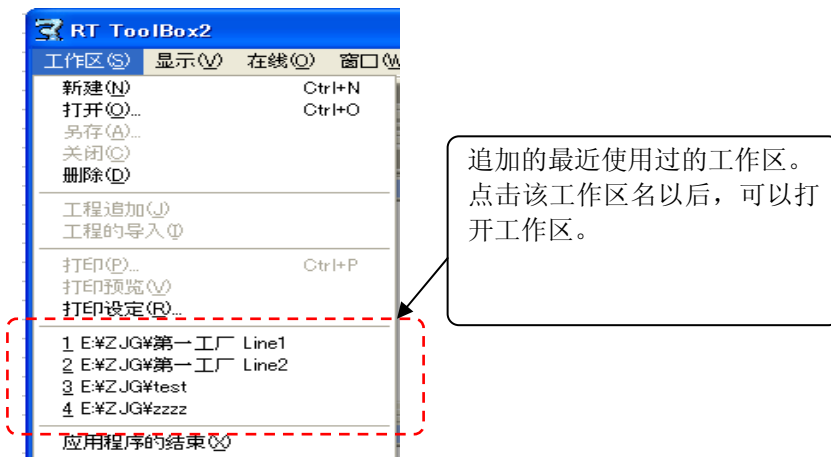 RT ToolBox2
工作区(S) 显示(V) 在线(O) 窗口(W
新建(N) Ctrl+N
打开(O)... Ctrl+O
另存(A)...
关闭(C)
删除(D)
工程追加(J)
工程的导入(I)
打印(P)... Ctrl+P
打印预览(V)
打印设定(R)...
1 E:¥ZJG¥第一工厂 Line1
2 E:¥ZJG¥第一工厂 Line2
3 E:¥ZJG¥test
4 E:¥ZJG¥zzzz
应用程序的结束(X)
追加的最近使用过的工作区。
点击该工作区名以后，可以打
开工作区。